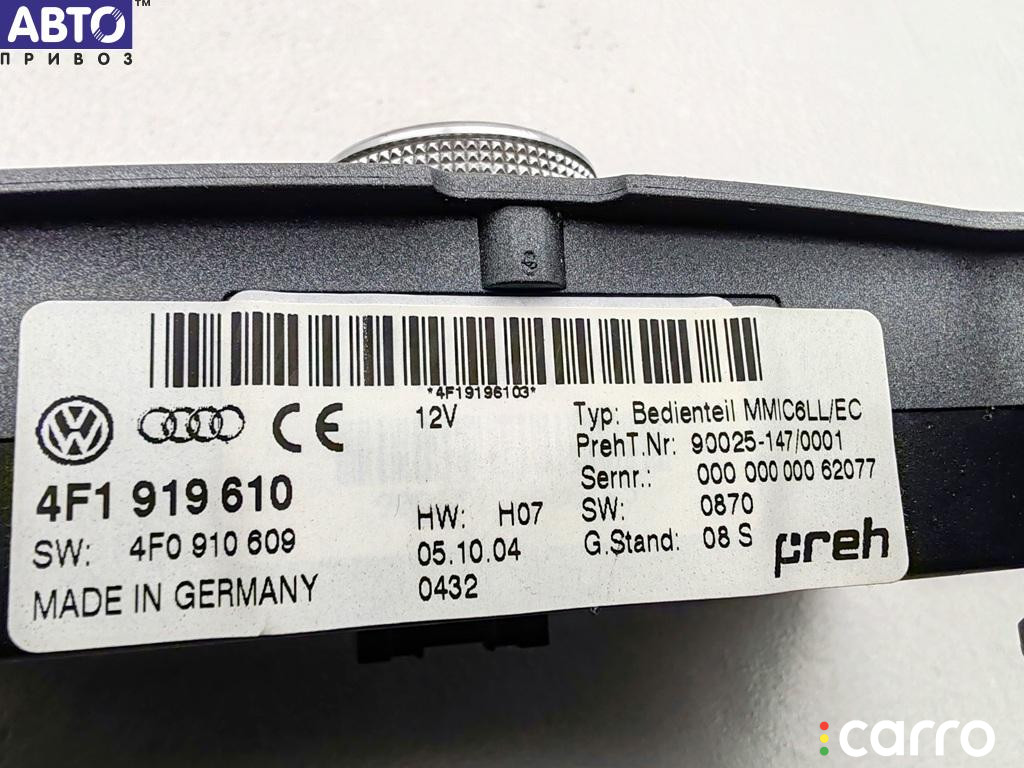 АВТО™
ПРИВОЗ
*4F19196103*
12V
Typ: Bedienteil MMIC6LL/EC
PrehT.Nr: 90025-147/0001
4F1 919 610
Sernr.: 000 000 000 62077
HW: H07
SW: 0870
SW: 4F0 910 609
05.10.04
G.Stand: 08 S
preh
MADE IN GERMANY
0432
carro